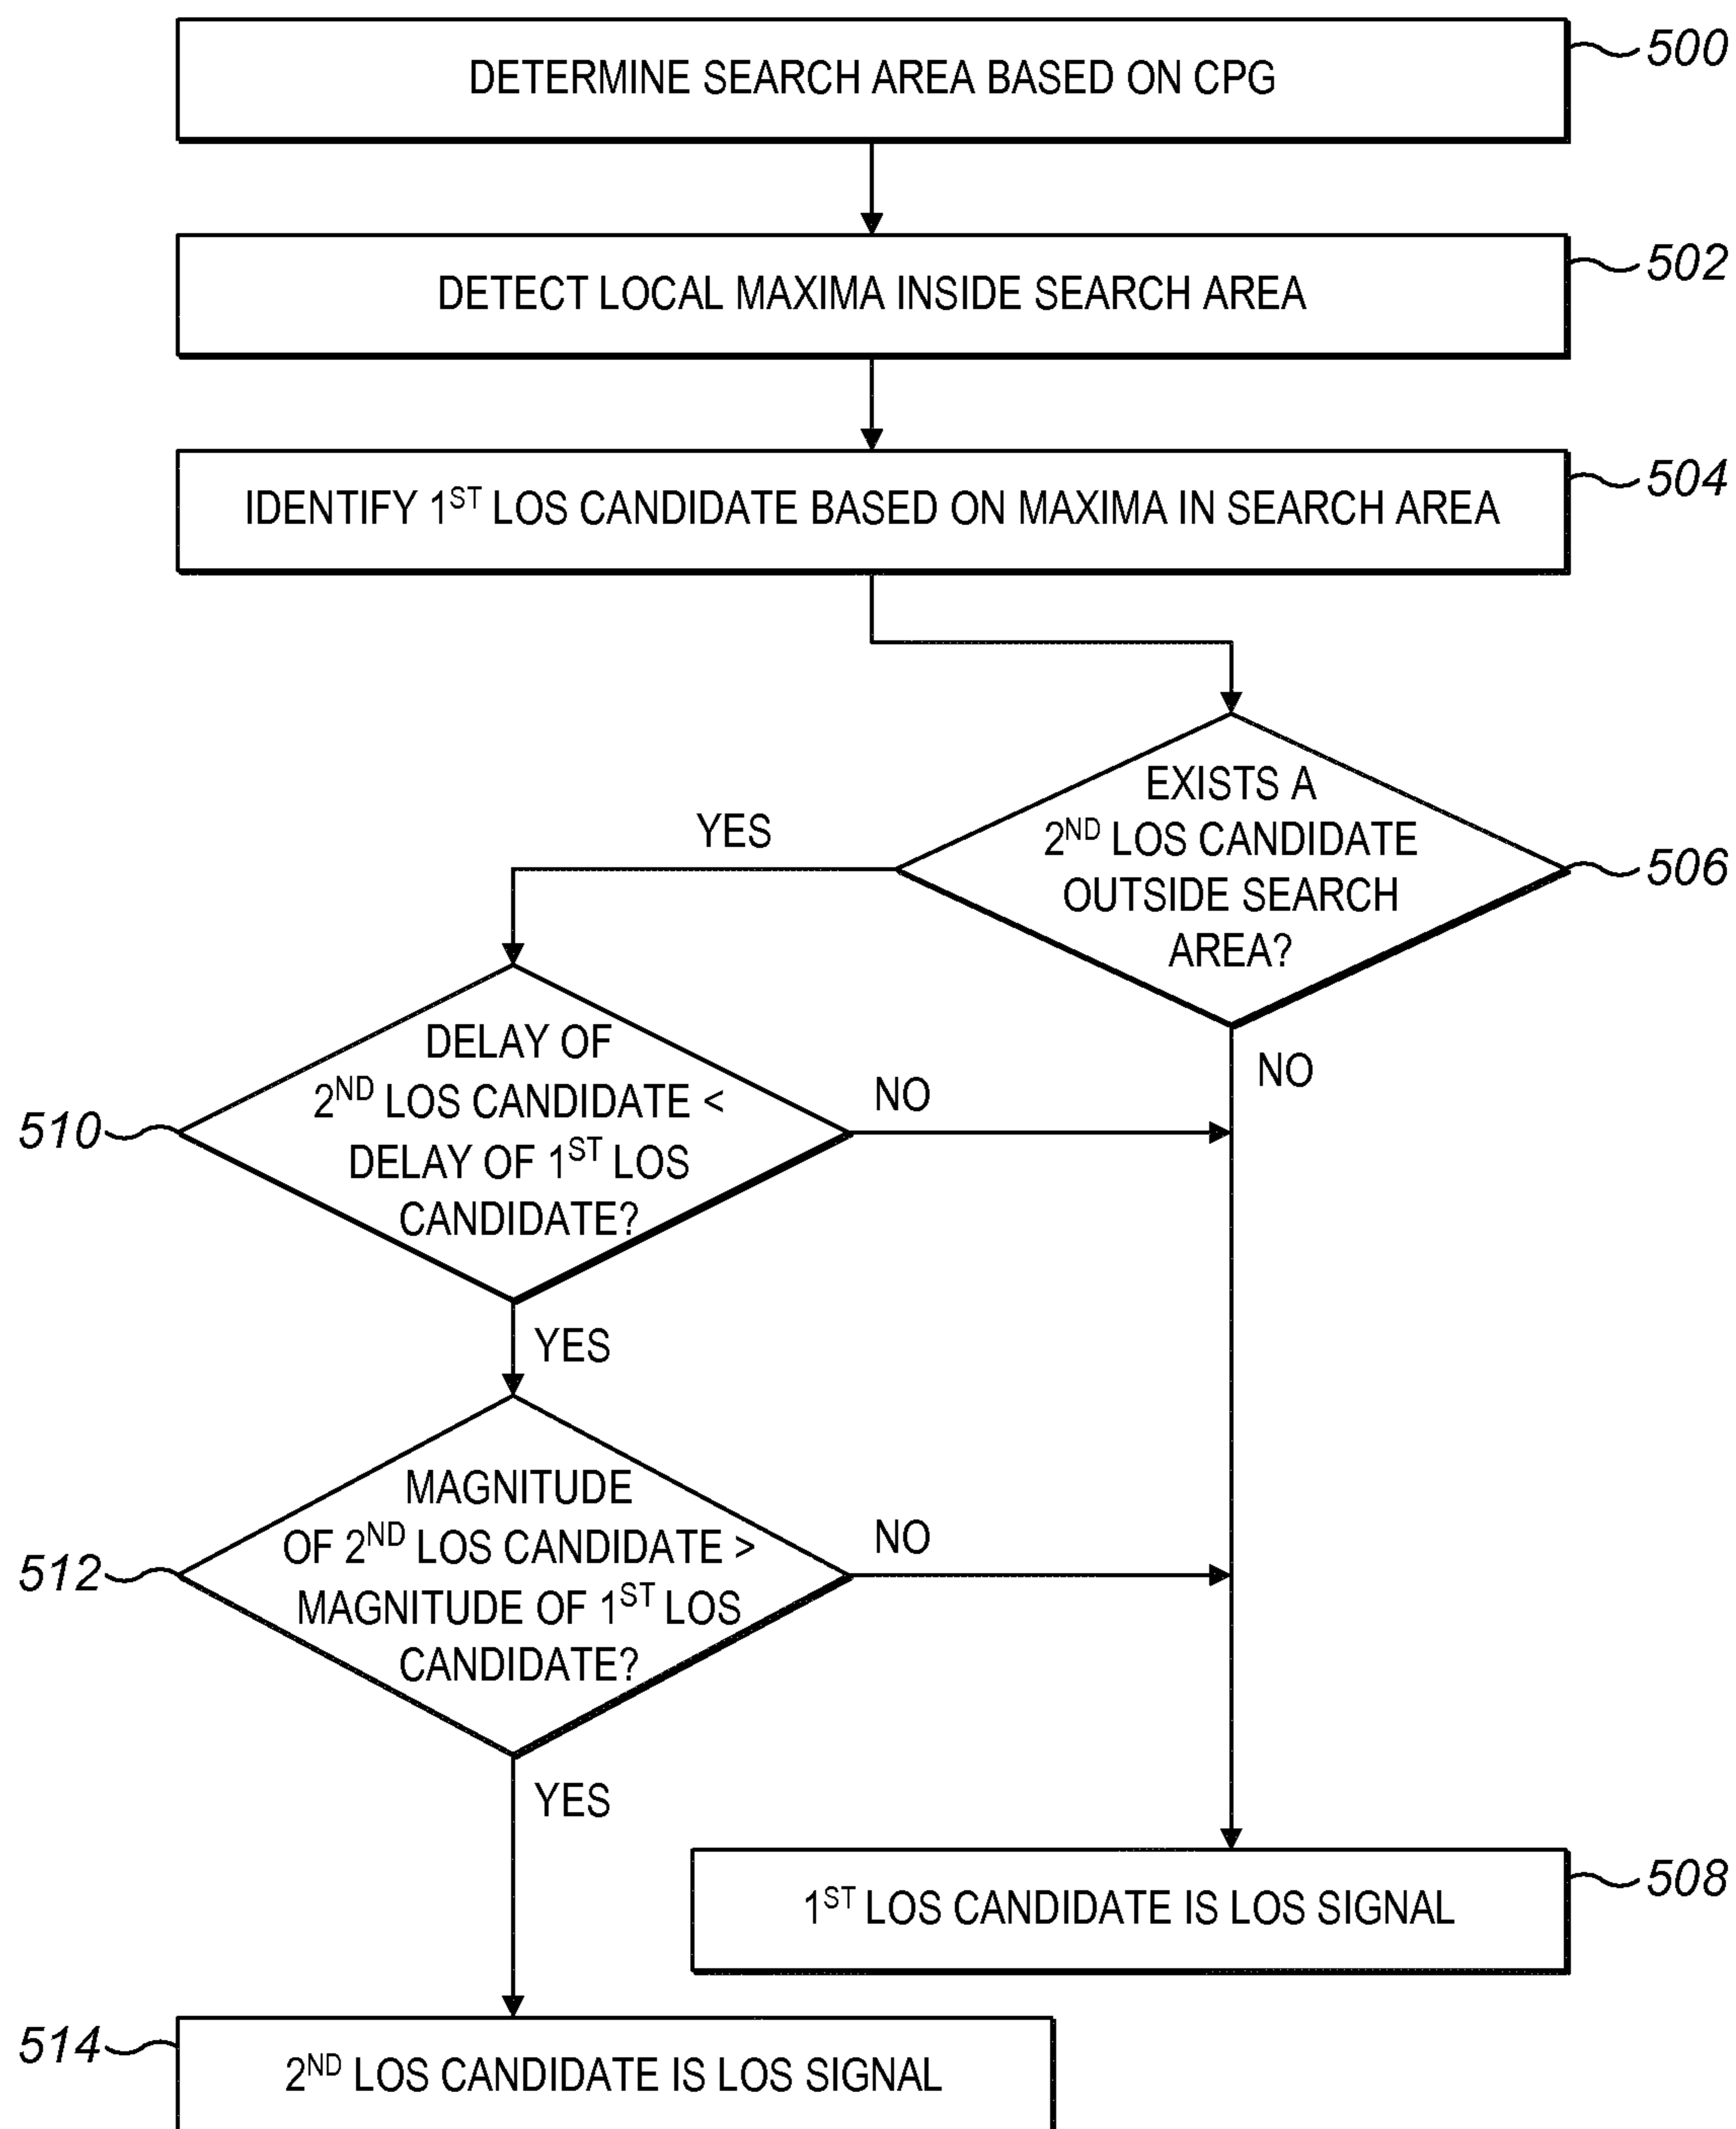 DETERMINE SEARCH AREA BASED ON CPG
500
DETECT LOCAL MAXIMA INSIDE SEARCH AREA
502
IDENTIFY 1ST LOS CANDIDATE BASED ON MAXIMA IN SEARCH AREA
504
EXISTS A
2ND LOS CANDIDATE
OUTSIDE SEARCH
AREA?
506
YES
NO
DELAY OF
2ND LOS CANDIDATE <
DELAY OF 1ST LOS
CANDIDATE?
510
NO
YES
MAGNITUDE
OF 2ND LOS CANDIDATE >
MAGNITUDE OF 1ST LOS
CANDIDATE?
512
NO
YES
1ST LOS CANDIDATE IS LOS SIGNAL
508
514
2ND LOS CANDIDATE IS LOS SIGNAL